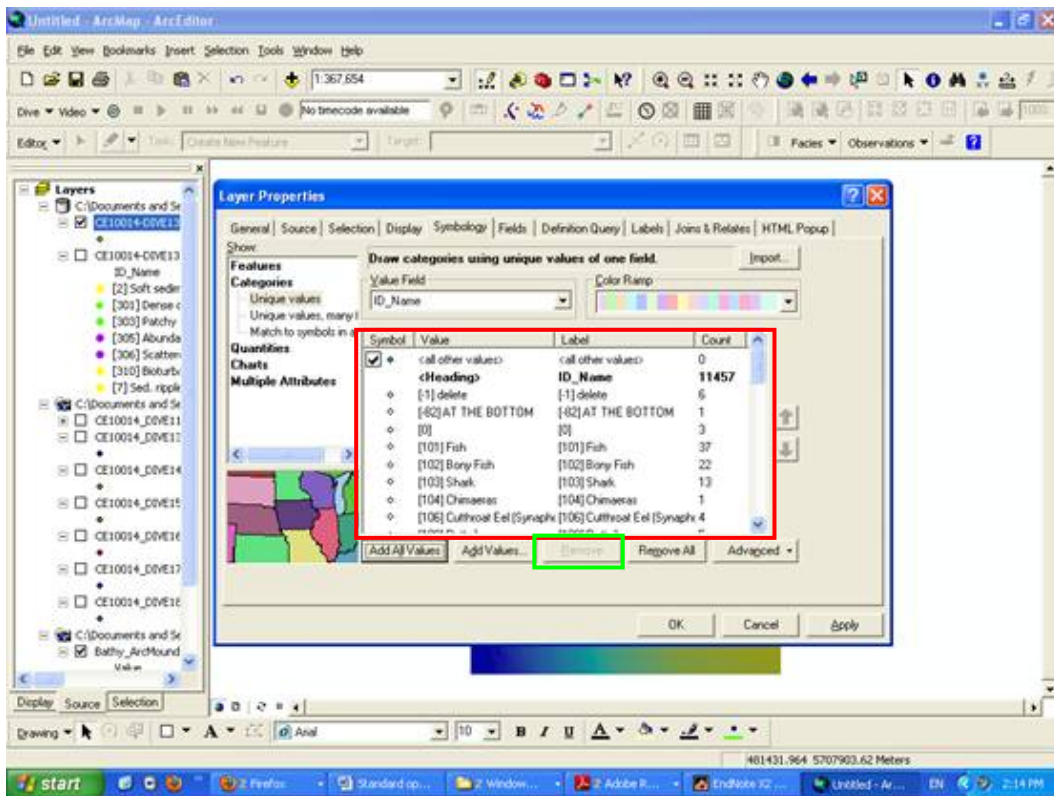 Untitled - ArcMap - ArcEditor
File Edit View Bookmarks Insert Selection Tools Window Help
1:367,654
Dive Video No timecode available
Editor Task: Create New Feature Target: Facies Observations
Layers
C:\Documents and Se
CE10014-DIVE13
CE10014-DIVE13
ID_Name
[2] Soft seder
[301] Dense c
[303] Patchy
[305] Abunda
[306] Scatter
[310] Bioturb
[7] Sed. ripple
C:\Documents and Se
CE10014_DIVE11
CE10014_DIVE13
CE10014_DIVE14
CE10014_DIVE15
CE10014_DIVE16
CE10014_DIVE17
CE10014_DIVE18
C:\Documents and Se
Bathy_ArcMound
Value
Display Source Selection
Layer Properties
General Source Selection Display Symbology Fields Definition Query Labels Joins & Relates HTML Popup
Show:
Features
Categories
Unique values
Unique values, many f
Match to symbols in a
Quantities
Charts
Multiple Attributes
Draw categories using unique values of one field.
Import...
Value Field
Color Ramp
ID_Name
Symbol Value Label Count
<all other values> <all other values> 0
<Heading> ID_Name 11457
[-1] delete [-1] delete 6
[-82] AT THE BOTTOM [-82] AT THE BOTTOM 1
[0] [0] 3
[101] Fish [101] Fish 37
[102] Bony Fish [102] Bony Fish 22
[103] Shark [103] Shark 13
[104] Chimaeras [104] Chimaeras 1
[106] Cutthroat Eel (Synaphc [106] Cutthroat Eel (Synaphc 4
Add All Values Add Values... Remove Remove All Advanced
OK Cancel Apply
Drawing Arial 10 B I U A
481431.964 5707903.62 Meters
start 2 Firefox Standard op... 2 Window... 2 Adobe R... EndNote X2 ... Untitled - Ar... EN 2:14 PM